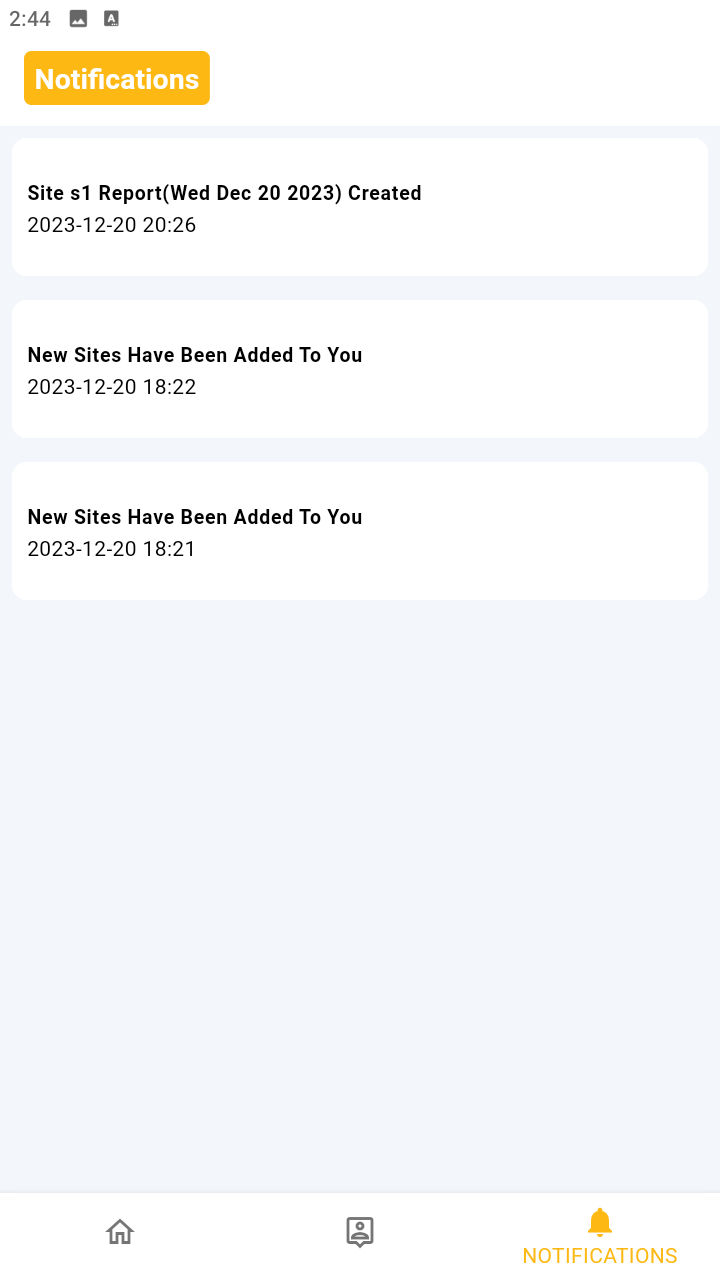 2:44
Notifications
Site s1 Report(Wed Dec 20 2023) Created
2023-12-20 20:26
New Sites Have Been Added To You
2023-12-20 18:22
New Sites Have Been Added To You
2023-12-20 18:21
NOTIFICATIONS